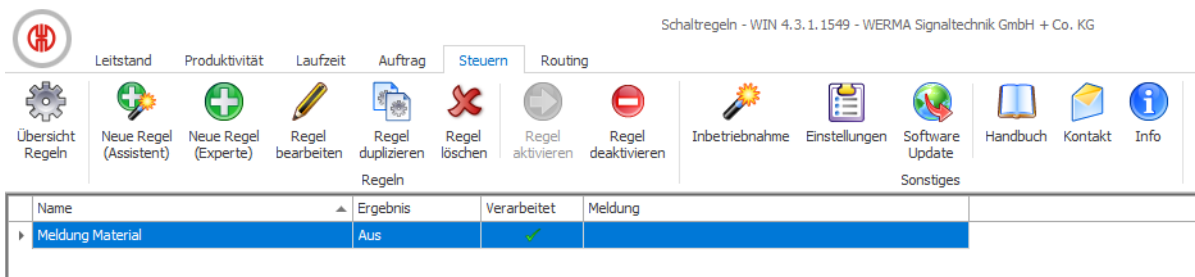 Schaltregeln - WIN 4.3.1.1549 - WERMA Signaltechnik GmbH + Co. KG
Leitstand Produktivität Laufzeit Auftrag Steuern Routing
Übersicht Neue Regel Neue Regel Regel Regel Regel Regel Regel Inbetriebnahme Einstellungen Software Handbuch Kontakt Info
Regeln (Assistent) (Experte) bearbeiten duplizieren löschen aktivieren deaktivieren Update
Regeln Sonstiges
Name Ergebnis Verarbeitet Meldung
Meldung Material Aus